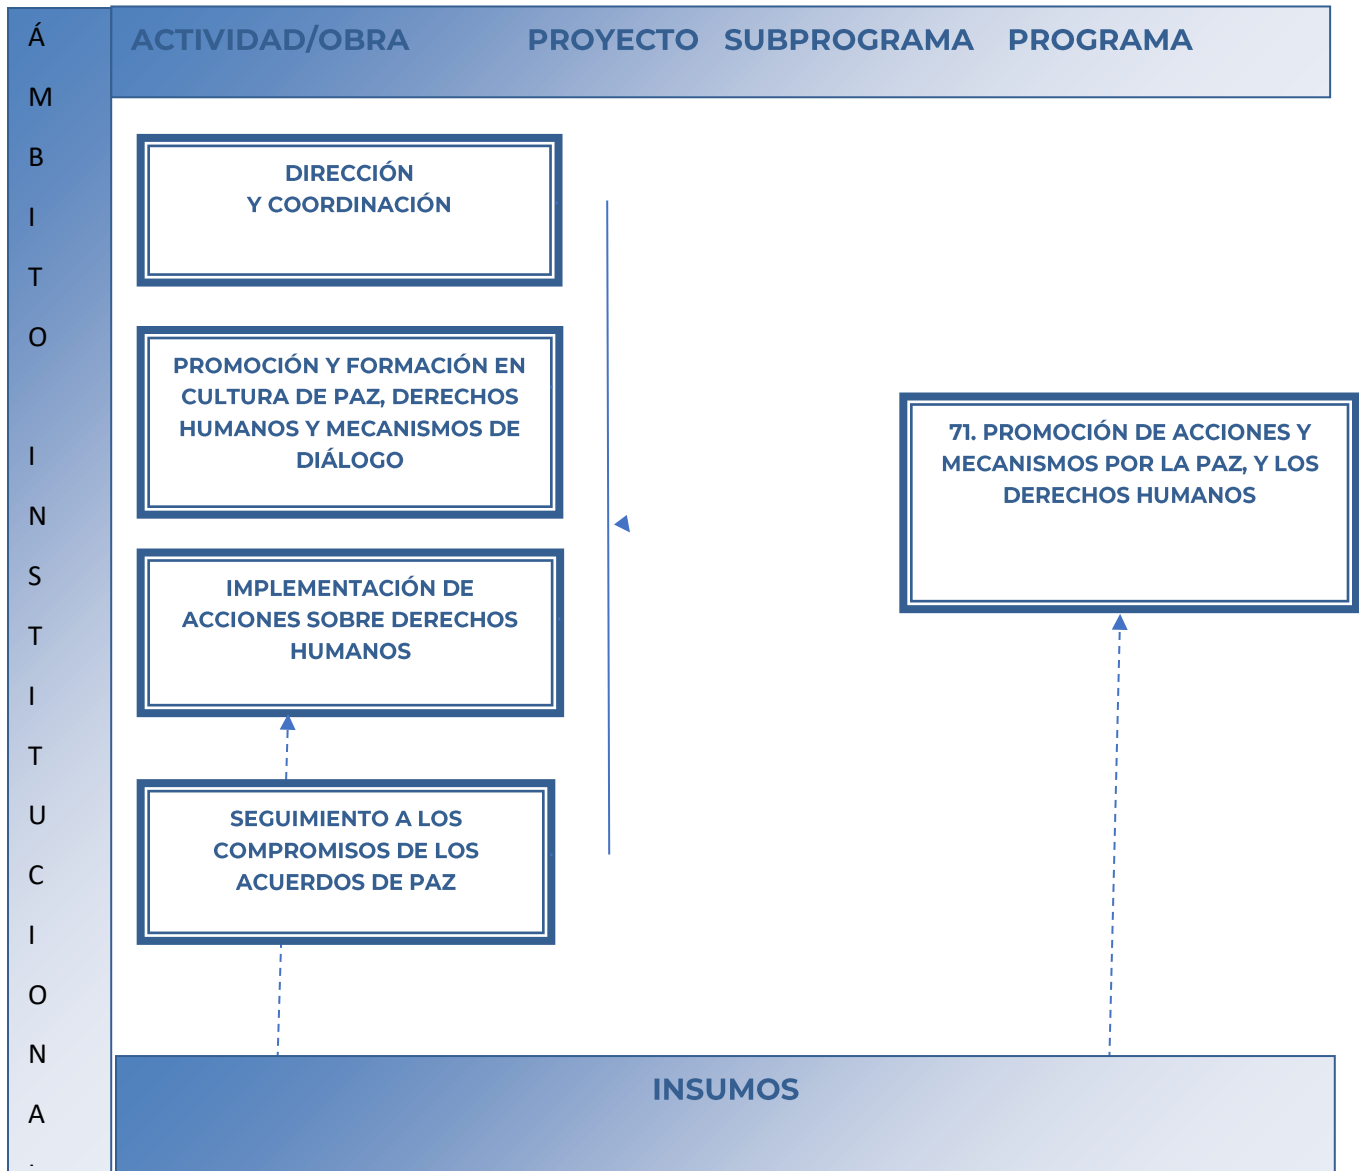 Á
M
B
I
T
O
I
N
S
T
I
T
U
C
I
O
N
A
ACTIVIDAD/OBRA PROYECTO SUBPROGRAMA PROGRAMA
DIRECCIÓN
Y COORDINACIÓN
PROMOCIÓN Y FORMACIÓN EN
CULTURA DE PAZ, DERECHOS
HUMANOS Y MECANISMOS DE
DIÁLOGO
IMPLEMENTACIÓN DE
ACCIONES SOBRE DERECHOS
HUMANOS
SEGUIMIENTO A LOS
COMPROMISOS DE LOS
ACUERDOS DE PAZ
71. PROMOCIÓN DE ACCIONES Y
MECANISMOS POR LA PAZ, Y LOS
DERECHOS HUMANOS
INSUMOS